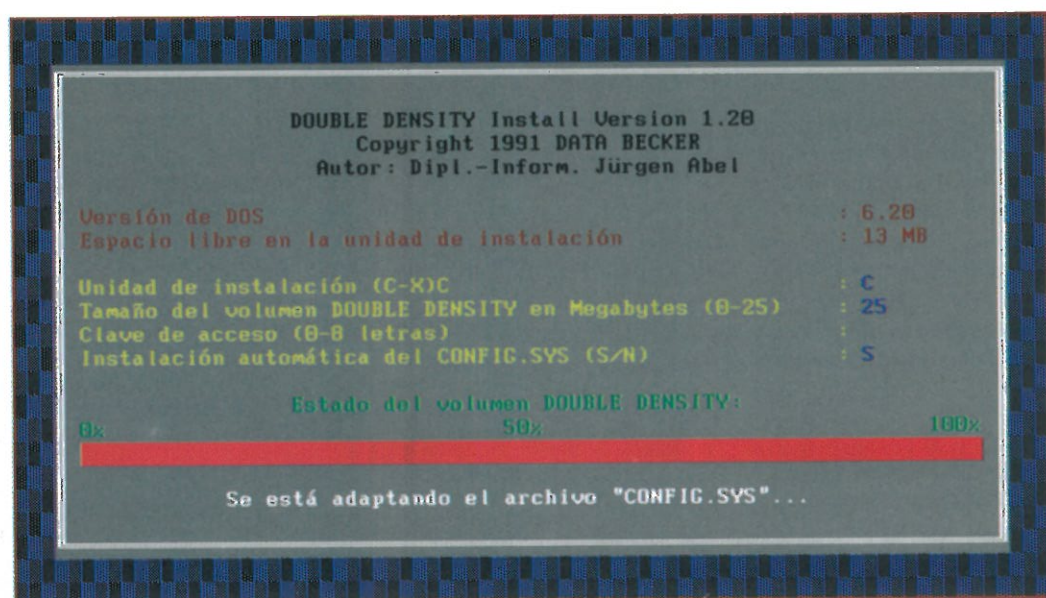 DOUBLE DENSITY Install Version 1.20
Copyright 1991 DATA BECKER
Autor: Dipl.-Inform. Jürgen Abel
Versión de DOS : 6.20
Espacio libre en la unidad de instalación : 13 MB
Unidad de instalación (C-X)C : C
Tamaño del volumen DOUBLE DENSITY en Megabytes (0-25) : 25
Clave de acceso (0-8 letras) :
Instalación automática del CONFIG.SYS (S/N) : S
Estado del volumen DOUBLE DENSITY:
0% 50% 100%
Se está adaptando el archivo "CONFIG.SYS"...